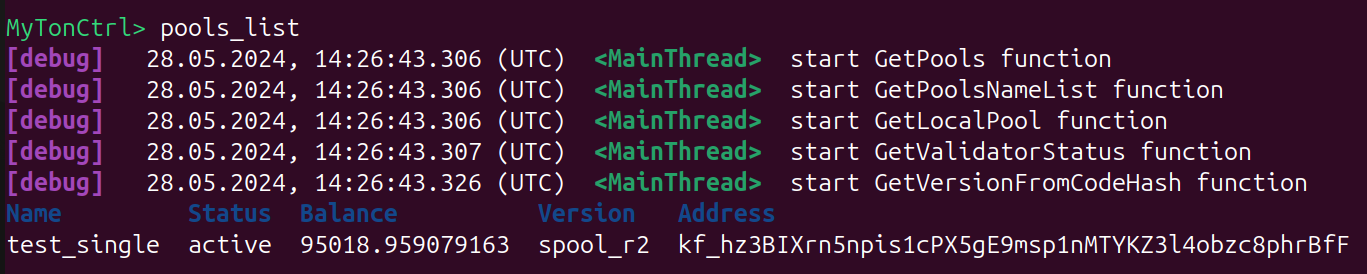 MyTonCtrl> pools_list
[debug] 28.05.2024, 14:26:43.306 (UTC) <MainThread> start GetPools function
[debug] 28.05.2024, 14:26:43.306 (UTC) <MainThread> start GetPoolsNameList function
[debug] 28.05.2024, 14:26:43.306 (UTC) <MainThread> start GetLocalPool function
[debug] 28.05.2024, 14:26:43.307 (UTC) <MainThread> start GetValidatorStatus function
[debug] 28.05.2024, 14:26:43.326 (UTC) <MainThread> start GetVersionFromCodeHash function
Name Status Balance Version Address
test_single active 95018.959079163 spool_r2 kf_hz3BIXrn5npis1cPX5gE9msp1nMTYKZ3l4obzc8phrBfF